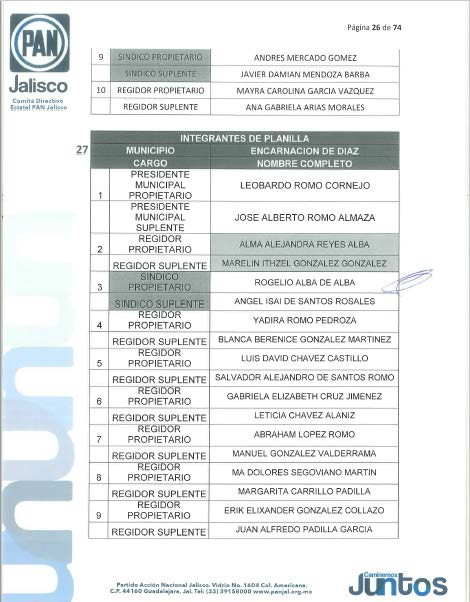 Página 26 de 74
PAN
Jalisco
Comité Directivo
Estatal PAN Jalisco
9 SINDICO PROPIETARIO ANDRES MERCADO GOMEZ
SINDICO SUPLENTE JAVIER DAMIAN MENDOZA BARBA
10 REGIDOR PROPIETARIO MAYRA CAROLINA GARCIA VAZQUEZ
REGIDOR SUPLENTE ANA GABRIELA ARIAS MORALES
INTEGRANTES DE PLANILLA
27 MUNICIPIO ENCARNACION DE DIAZ
CARGO NOMBRE COMPLETO
PRESIDENTE
MUNICIPAL
1 PROPIETARIO LEOBARDO ROMO CORNEJO
PRESIDENTE
MUNICIPAL
SUPLENTE JOSE ALBERTO ROMO ALMAZA
REGIDOR
2 PROPIETARIO ALMA ALEJANDRA REYES ALBA
REGIDOR SUPLENTE MARELIN ITHZEL GONZALEZ GONZALEZ
SINDICO
3 PROPIETARIO ROGELIO ALBA DE ALBA
SINDICO SUPLENTE ANGEL ISAI DE SANTOS ROSALES
REGIDOR
4 PROPIETARIO YADIRA ROMO PEDROZA
REGIDOR SUPLENTE BLANCA BERENICE GONZALEZ MARTINEZ
REGIDOR
5 PROPIETARIO LUIS DAVID CHAVEZ CASTILLO
REGIDOR SUPLENTE SALVADOR ALEJANDRO DE SANTOS ROMO
REGIDOR
6 PROPIETARIO GABRIELA ELIZABETH CRUZ JIMENEZ
REGIDOR SUPLENTE LETICIA CHAVEZ ALANIZ
REGIDOR
7 PROPIETARIO ABRAHAM LOPEZ ROMO
REGIDOR SUPLENTE MANUEL GONZALEZ VALDERRAMA
REGIDOR
8 PROPIETARIO MA DOLORES SEGOVIANO MARTIN
REGIDOR SUPLENTE MARGARITA CARRILLO PADILLA
REGIDOR
9 PROPIETARIO ERIK ELIXANDER GONZALEZ COLLAZO
REGIDOR SUPLENTE JUAN ALFREDO PADILLA GARCIA
Partido Acción Nacional Jalisco. Vidrio No. 1604 Col. Americana.
C.P. 44160 Guadalajara, Jal. Tel: (33) 39158000 www.panjal.org.mx
Caminemos
Juntos